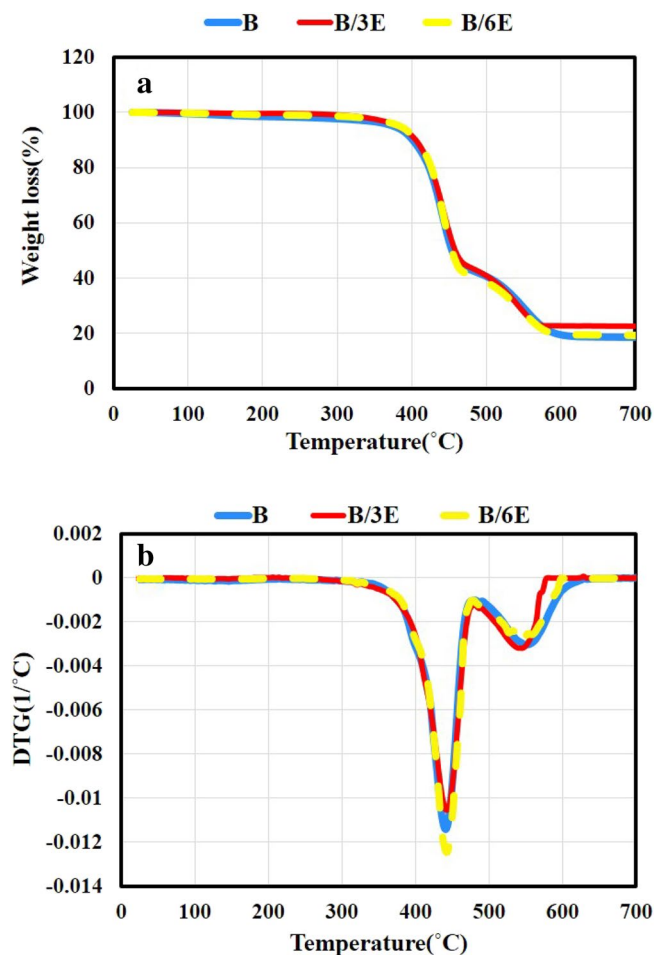 B B/3E B/6E
a
120
100
80
60
40
20
0
Weight loss(%)
0 100 200 300 400 500 600 700
Temperature(˚C)
B B/3E B/6E
b
0.002
0
-0.002
-0.004
-0.006
-0.008
-0.01
-0.012
-0.014
DTG(1/˚C)
0 100 200 300 400 500 600 700
Temperature(˚C)